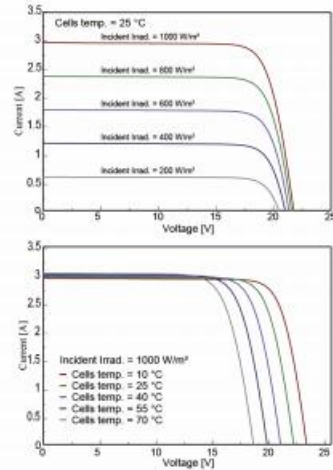 Cells temp. = 25 °C
Incident Irrad. = 1000 W/m²
Incident Irrad. = 800 W/m²
Incident Irrad. = 600 W/m²
Incident Irrad. = 400 W/m²
Incident Irrad. = 200 W/m²
Current [A]
3.5
3
2.5
2
1.5
1
0.5
0
0
5
10
15
20
25
Voltage [V]
Current [A]
3.5
3
2.5
2
1.5
1
0.5
0
Incident Irrad. = 1000 W/m²
Cells temp. = 10 °C
Cells temp. = 25 °C
Cells temp. = 40 °C
Cells temp. = 55 °C
Cells temp. = 70 °C
0
5
10
15
20
25
Voltage [V]